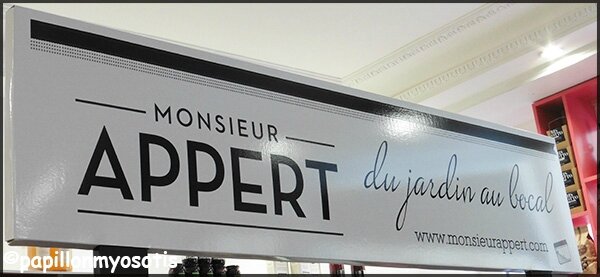 MONSIEUR
APPERT
du jardin au bocal
www.monsieurappert.com
©papillonmyosotis